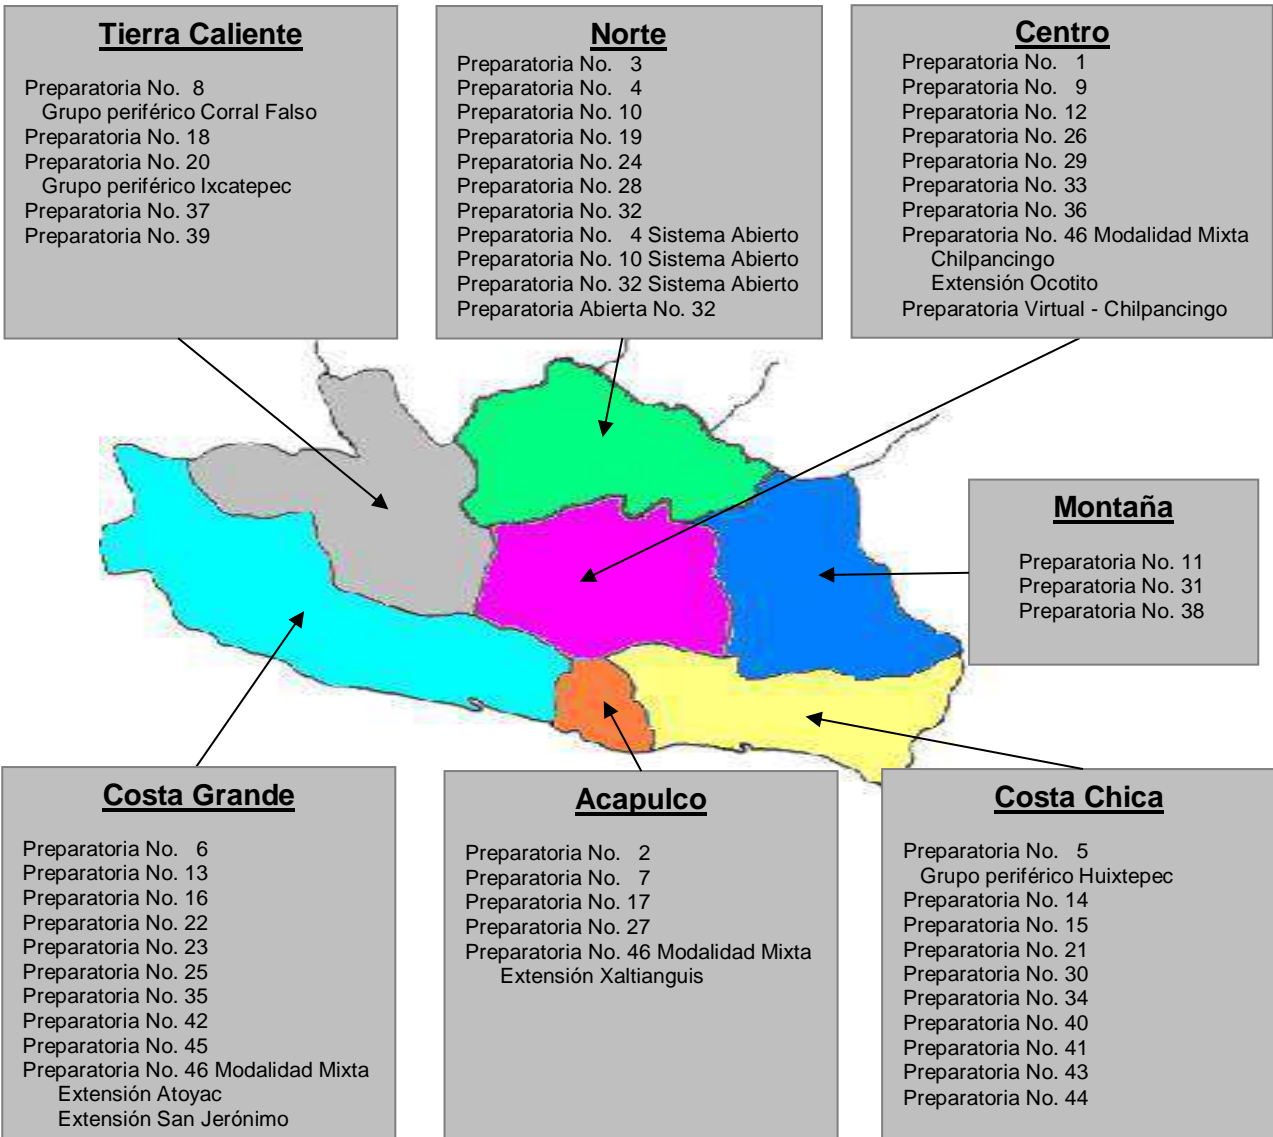 Tierra Caliente
Preparatoria No. 8
Grupo periférico Corral Falso
Preparatoria No. 18
Preparatoria No. 20
Grupo periférico Ixcatepec
Preparatoria No. 37
Preparatoria No. 39
Norte
Preparatoria No. 3
Preparatoria No. 4
Preparatoria No. 10
Preparatoria No. 19
Preparatoria No. 24
Preparatoria No. 28
Preparatoria No. 32
Preparatoria No. 4 Sistema Abierto
Preparatoria No. 10 Sistema Abierto
Preparatoria No. 32 Sistema Abierto
Preparatoria Abierta No. 32
Centro
Preparatoria No. 1
Preparatoria No. 9
Preparatoria No. 12
Preparatoria No. 26
Preparatoria No. 29
Preparatoria No. 33
Preparatoria No. 36
Preparatoria No. 46 Modalidad Mixta
Chilpancingo
Extensión Ocotito
Preparatoria Virtual - Chilpancingo
Montaña
Preparatoria No. 11
Preparatoria No. 31
Preparatoria No. 38
Costa Grande
Preparatoria No. 6
Preparatoria No. 13
Preparatoria No. 16
Preparatoria No. 22
Preparatoria No. 23
Preparatoria No. 25
Preparatoria No. 35
Preparatoria No. 42
Preparatoria No. 45
Preparatoria No. 46 Modalidad Mixta
Extensión Atoyac
Extensión San Jerónimo
Acapulco
Preparatoria No. 2
Preparatoria No. 7
Preparatoria No. 17
Preparatoria No. 27
Preparatoria No. 46 Modalidad Mixta
Extensión Xaltianguis
Costa Chica
Preparatoria No. 5
Grupo periférico Huixtepec
Preparatoria No. 14
Preparatoria No. 15
Preparatoria No. 21
Preparatoria No. 30
Preparatoria No. 34
Preparatoria No. 40
Preparatoria No. 41
Preparatoria No. 43
Preparatoria No. 44